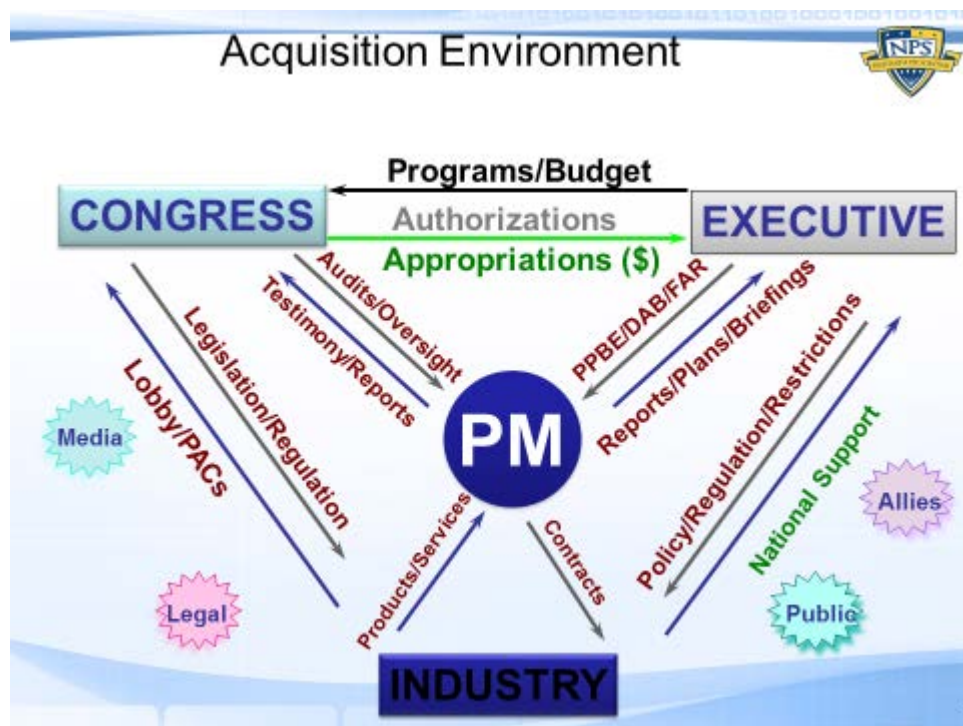 Acquisition Environment
NPS
Programs/Budget
CONGRESS
Authorizations
EXECUTIVE
Appropriations ($)
Audits/Oversight
Testimony/Reports
PPBE/DAB/FAR
Reports/Plans/Briefings
Legislation/Regulation
Lobby/PACs
Policy/Regulation/Restrictions
National Support
Media
PM
Allies
Products/Services
Contracts
Legal
Public
INDUSTRY